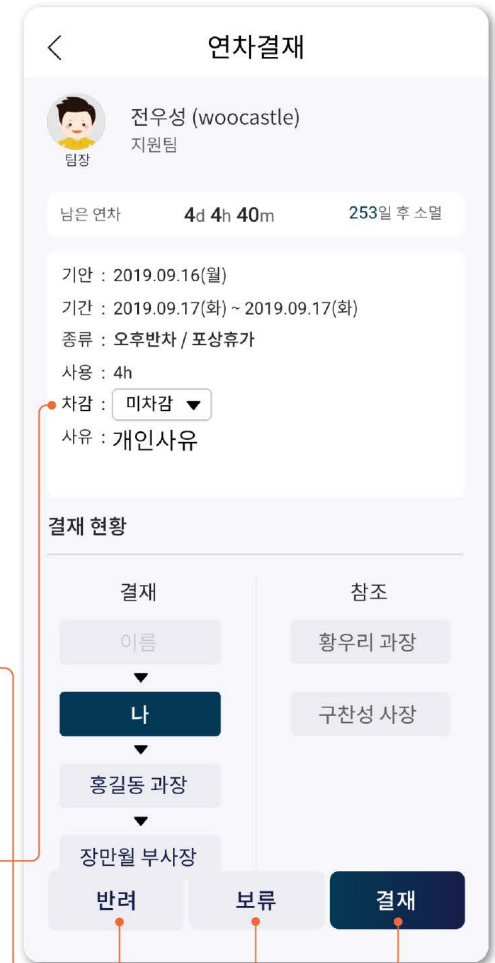 연차결재
전우성 (woocastle)
팀장
지원팀
남은 연차 4d 4h 40m 253일 후 소멸
기안 : 2019.09.16(월)
기간 : 2019.09.17(화) ~ 2019.09.17(화)
종류 : 오후반차 / 포상휴가
사용 : 4h
차감 : 미차감 ▼
사유 : 개인사유
결재 현황
결재 참조
이름 황우리 과장
나 구찬성 사장
홍길동 과장
장만월 부사장
반려 보류 결재